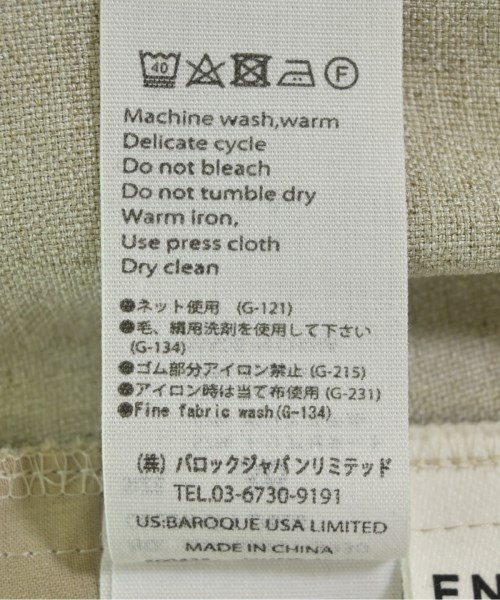 40
F
Machine wash,warm
Delicate cycle
Do not bleach
Do not tumble dry
Warm iron,
Use press cloth
Dry clean
●ネット使用 (G-121)
●毛、絹用洗剤を使用して下さい
(G-134)
●ゴム部分アイロン禁止 (G-215)
●アイロン時は当て布使用 (G-231)
●Fine fabric wash(G-134)
(株) バロックジャパンリミテッド
TEL.03-6730-9191
US:BAROQUE USA LIMITED
MADE IN CHINA
EN